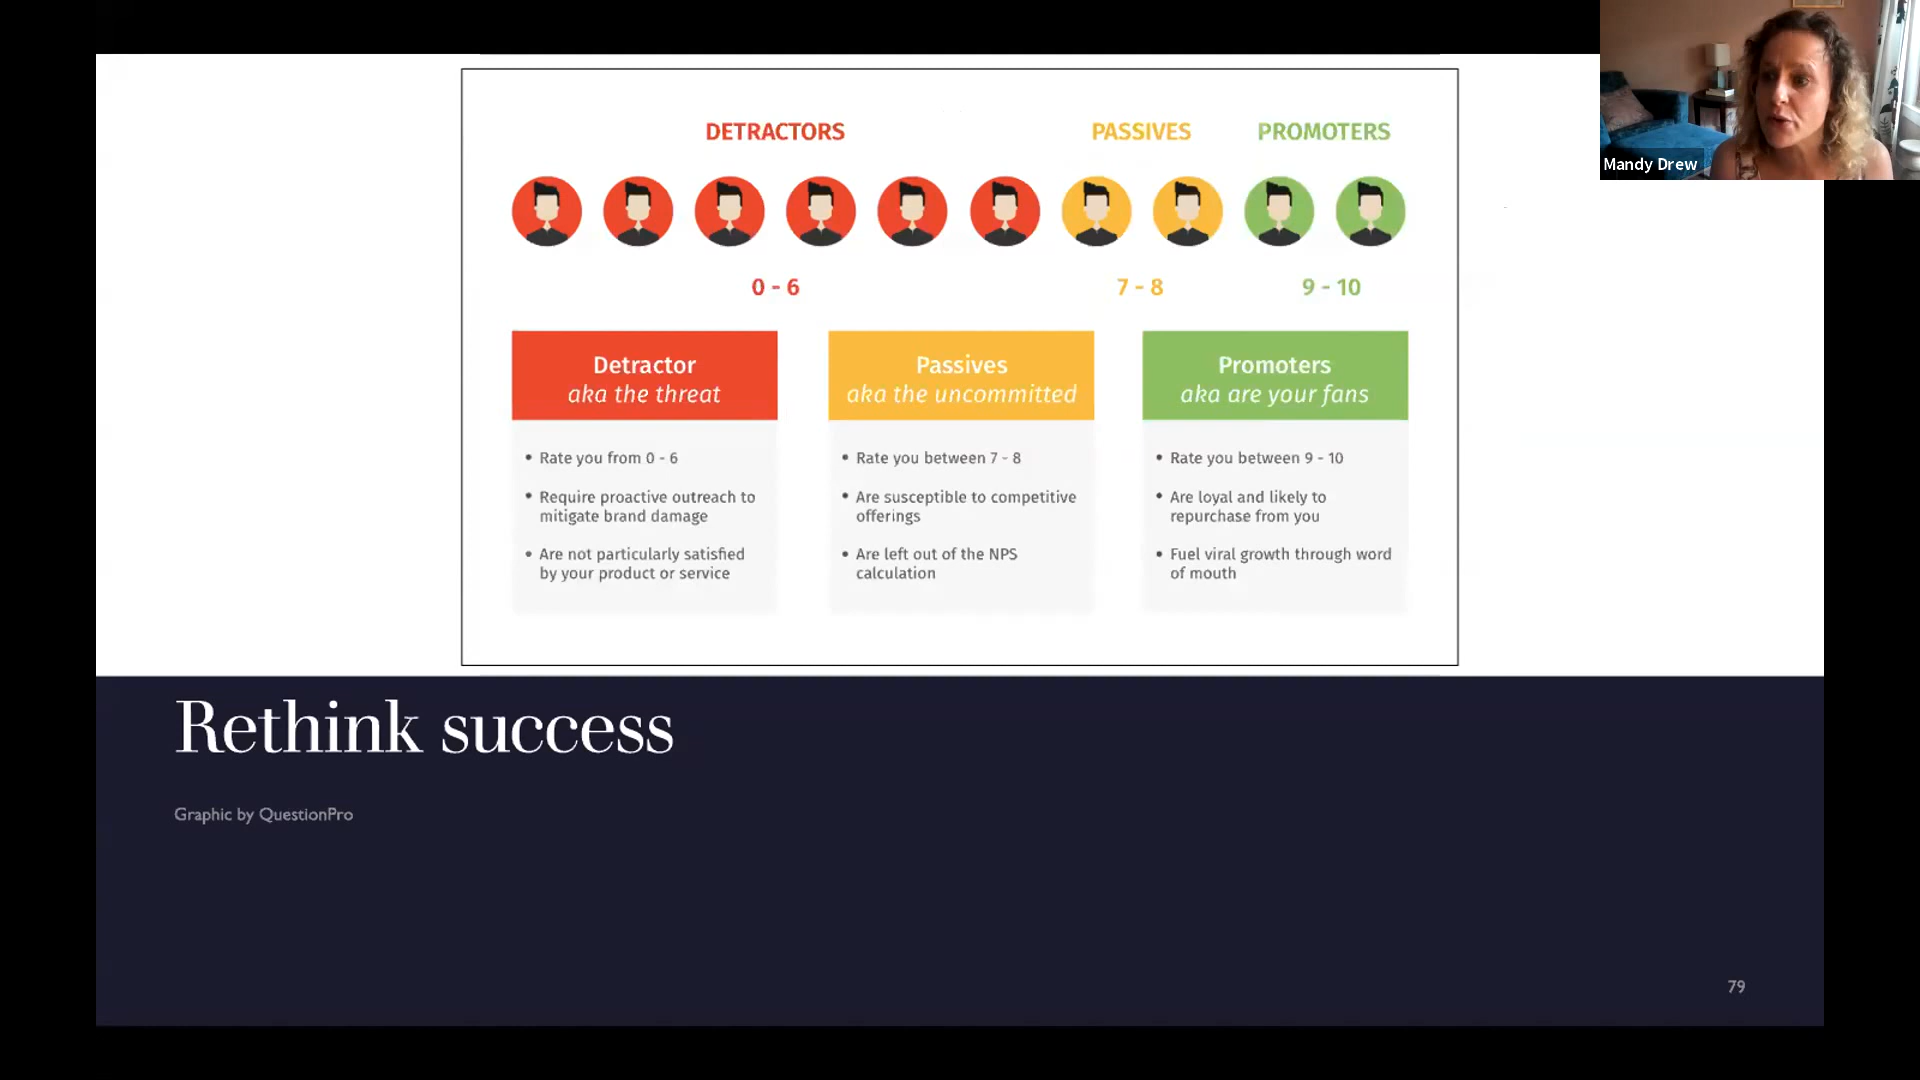 DETRACTORS PASSIVES PROMOTERS
0 - 6 7 - 8 9 - 10
Detractor
aka the threat
• Rate you from 0 - 6
• Require proactive outreach to
mitigate brand damage
• Are not particularly satisfied
by your product or service
Passives
aka the uncommitted
• Rate you between 7 - 8
• Are susceptible to competitive
offerings
• Are left out of the NPS
calculation
Promoters
aka are your fans
• Rate you between 9 - 10
• Are loyal and likely to
repurchase from you
• Fuel viral growth through word
of mouth
Mandy Drew
Rethink success
Graphic by QuestionPro
79